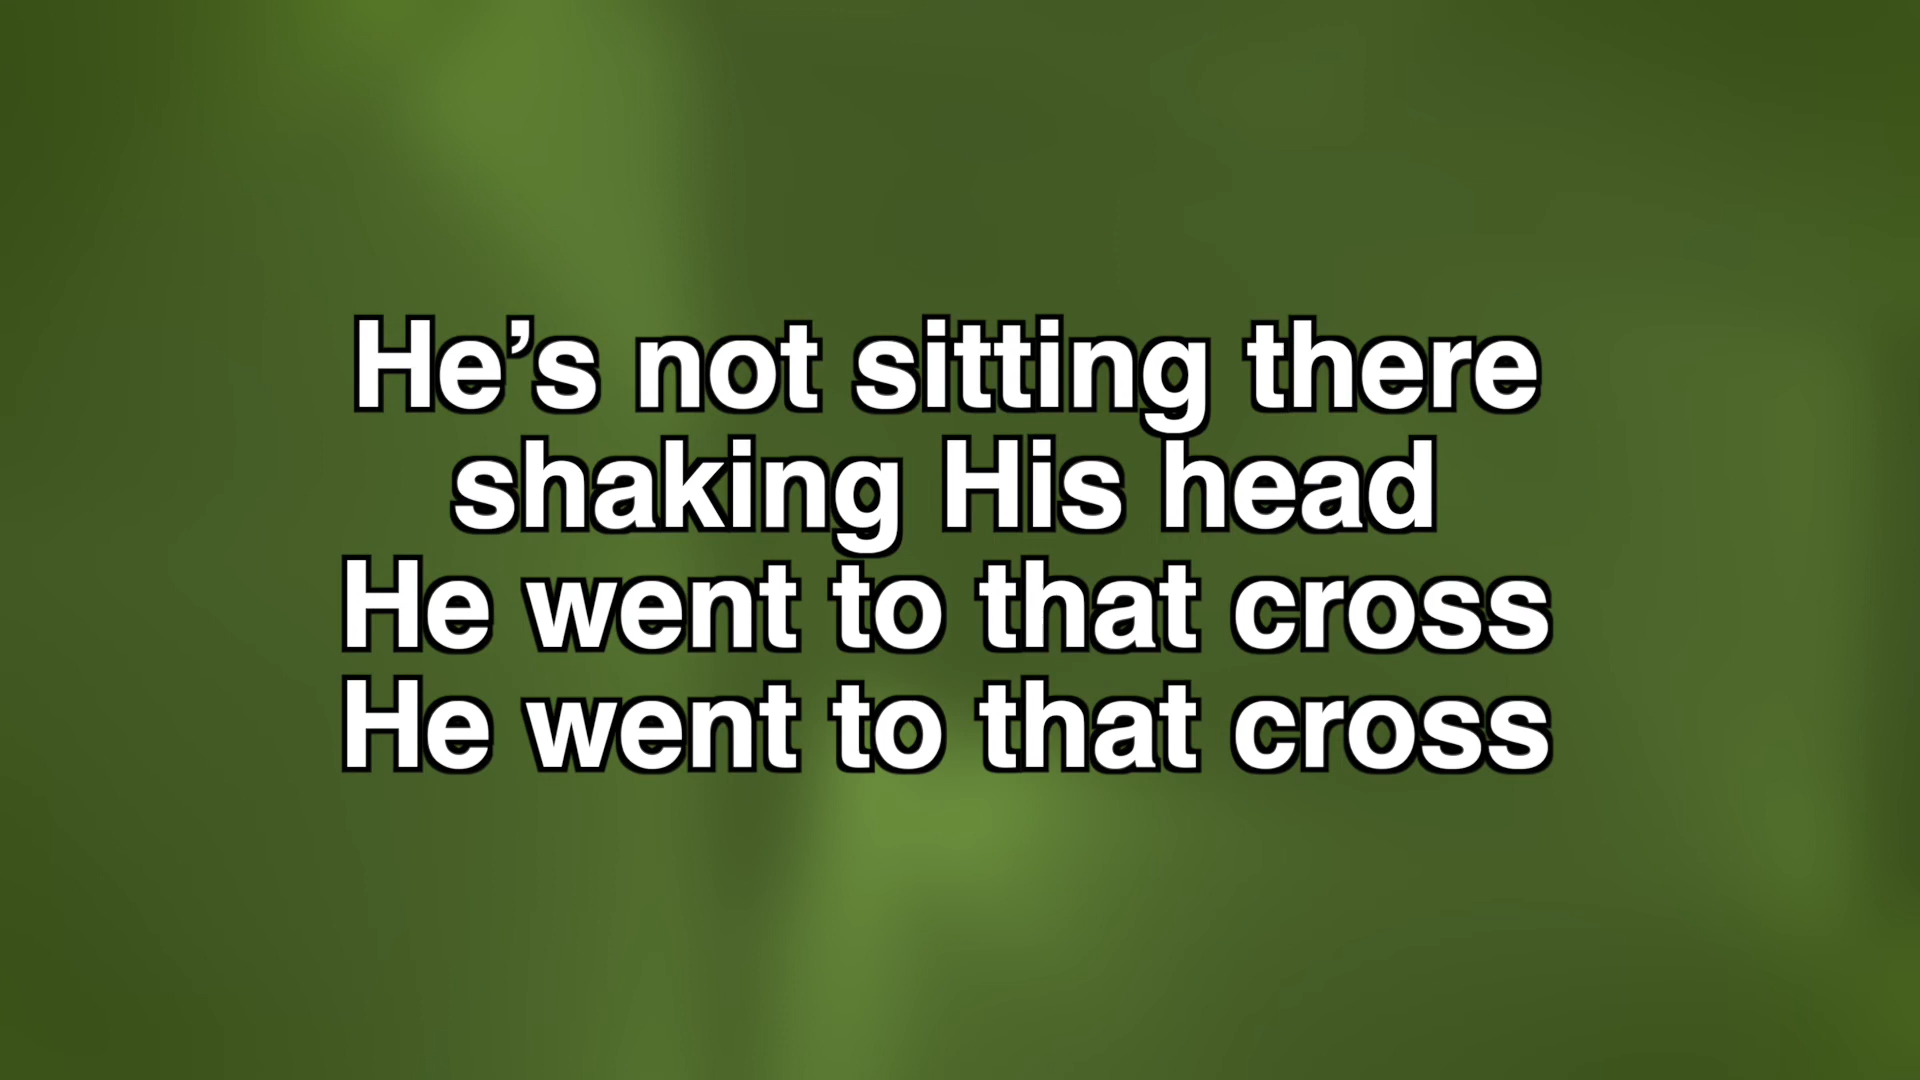 He’s not sitting there
shaking His head
He went to that cross
He went to that cross